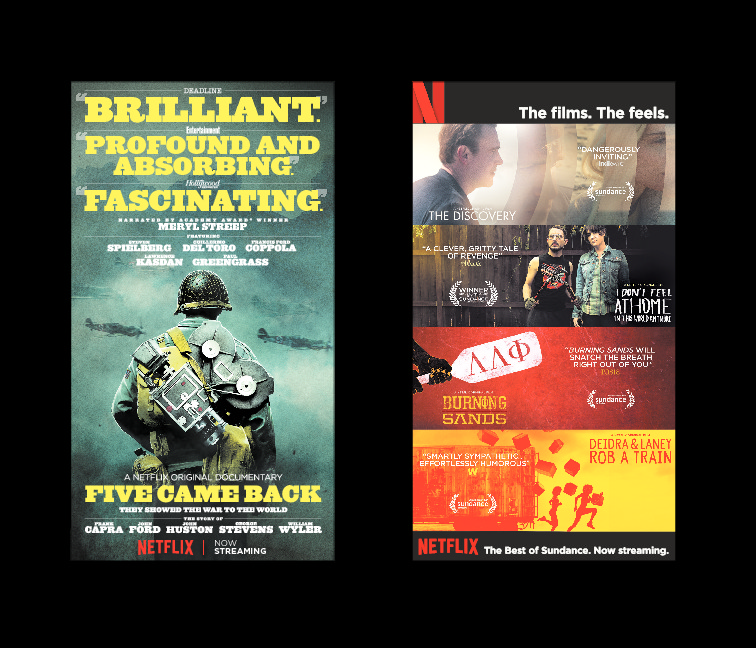 DEADLINE
“BRILLIANT”.
Entertainment
“PROFOUND AND
ABSORBING”.
Hollywood
“FASCINATING”.
NARRATED BY ACADEMY AWARD® WINNER
MERYL STREEP
FEATURING
STEVEN SPIELBERG GUILLERMO DEL TORO FRANCIS FORD COPPOLA
LAWRENCE KASDAN PAUL GREENGRASS
A NETFLIX ORIGINAL DOCUMENTARY
FIVE CAME BACK
THEY SHOWED THE WAR TO THE WORLD
THE STORY OF
FRANK CAPRA JOHN FORD JOHN HUSTON GEORGE STEVENS WILLIAM WYLER
NETFLIX | NOW
STREAMING
N
The films. The feels.
“DANGEROUSLY
INVITING”
IndieWire
sundance
THE DISCOVERY
“A CLEVER, GRITTY TALE
OF REVENGE”
WINNER
SUNDANCE
I DON'T FEEL
AT HOME
IN THIS WORLD ANYMORE
ΛΛΦ
“BURNING SANDS WILL
SNATCH THE BREATH
RIGHT OUT OF YOU”
BURNING
SANDS
sundance
DEIDRA & LANEY
ROB A TRAIN
“SMARTLY SYMPATHETIC...
EFFORTLESSLY HUMOROUS”
sundance
NETFLIX The Best of Sundance. Now streaming.